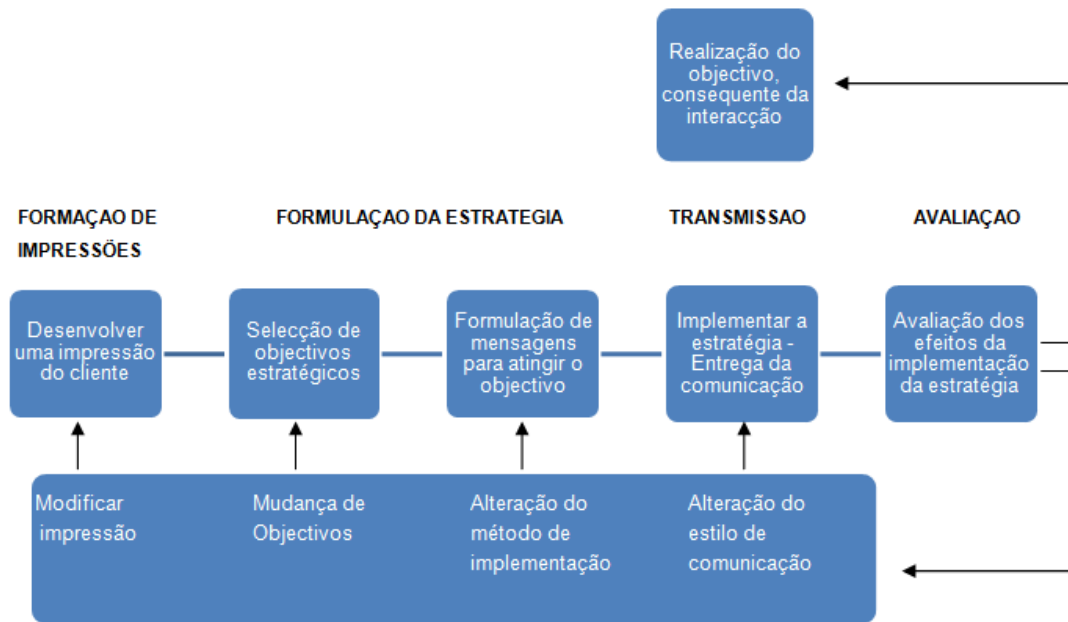 Realização do
objectivo,
consequente da
interacção
FORMAÇAO DE
IMPRESSÕES
FORMULAÇAO DA ESTRATEGIA
TRANSMISSAO
AVALIAÇAO
Desenvolver
uma impressão
do cliente
Selecção de
objectivos
estratégicos
Formulação de
mensagens
para atingir o
objectivo
Implementar a
estratégia -
Entrega da
comunicação
Avaliação dos
efeitos da
implementação
da estratégia
Modificar
impressão
Mudança de
Objectivos
Alteração do
método de
implementação
Alteração do
estilo de
comunicação